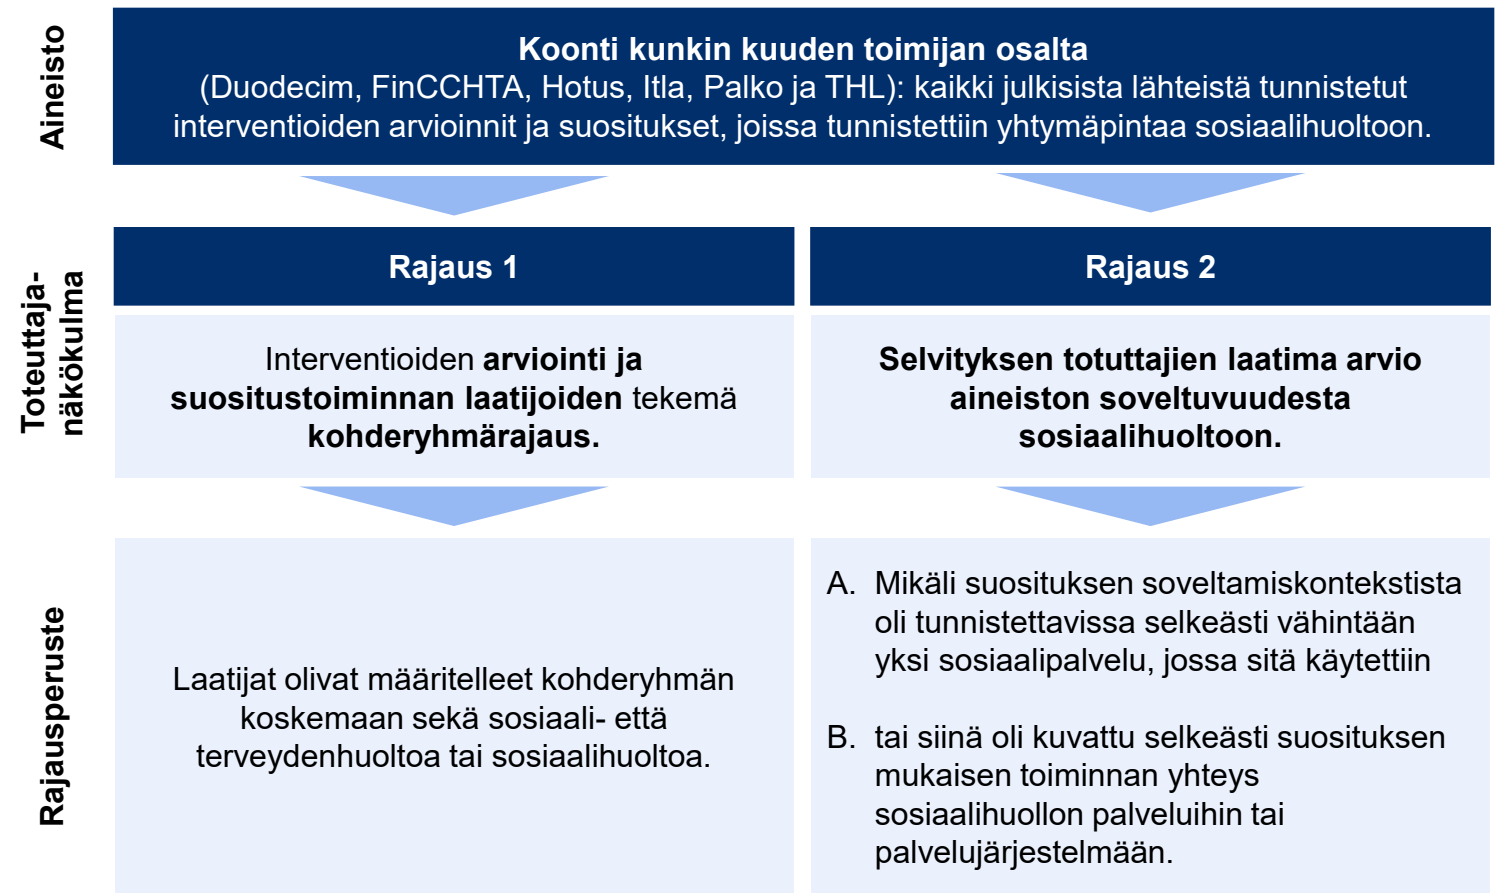 Aineisto
Koonti kunkin kuuden toimijan osalta
(Duodecim, FinCCHTA, Hotus, Itla, Palko ja THL): kaikki julkisista lähteistä tunnistetut
interventioiden arvioinnit ja suositukset, joissa tunnistettiin yhtymäpintaa sosiaalihuoltoon.
Toteuttaja-
näkökulma
Rajaus 1
Interventioiden arviointi ja
suositustoiminnan laatijoiden tekemä
kohderyhmärajaus.
Rajaus 2
Selvityksen totuttajien laatima arvio
aineiston soveltuvuudesta
sosiaalihuoltoon.
Rajausperuste
Laatijat olivat määritelleet kohderyhmän
koskemaan sekä sosiaali- että
terveydenhuoltoa tai sosiaalihuoltoa.
A. Mikäli suosituksen soveltamiskontekstista
oli tunnistettavissa selkeästi vähintään
yksi sosiaalipalvelu, jossa sitä käytettiin
B. tai siinä oli kuvattu selkeästi suosituksen
mukaisen toiminnan yhteys
sosiaalihuollon palveluihin tai
palvelujärjestelmään.